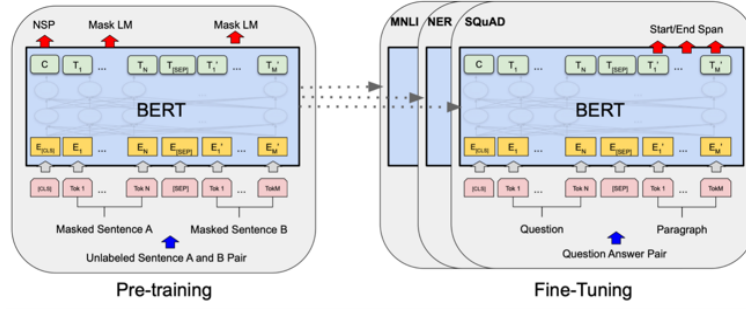 NSP Mask LM Mask LM
C T1 ... TN T[SEP] T1' ... TM'
BERT
E[CLS] E1 ... EN E[SEP] E1' ... EM'
[CLS] Tok 1 ... Tok N [SEP] Tok 1 ... TokM
Masked Sentence A Masked Sentence B
Unlabeled Sentence A and B Pair
Pre-training
MNLI NER SQuAD Start/End Span
C T1 ... TN T[SEP] T1' ... TM'
BERT
E[CLS] E1 ... EN E[SEP] E1' ... EM'
[CLS] Tok 1 ... Tok N [SEP] Tok 1 ... TokM
Question Paragraph
Question Answer Pair
Fine-Tuning